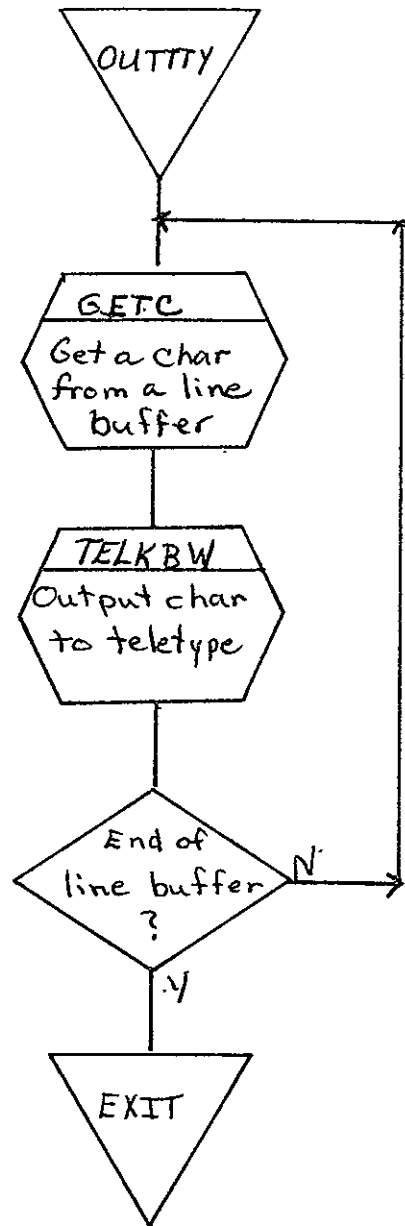 OUTTTY
GETC
Get a char
from a line
buffer
TELKBW
Output char
to teletype
End of
line buffer
?
N
Y
EXIT